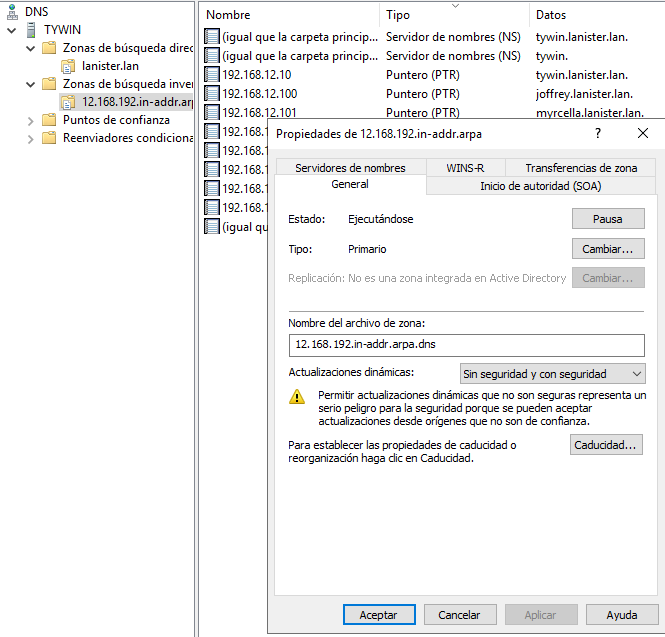 DNS
TYWIN
Zonas de búsqueda direc
lanister.lan
Zonas de búsqueda inver
12.168.192.in-addr.arp
Puntos de confianza
Reenviadores condiciona
Nombre Tipo Datos
(igual que la carpeta princip... Servidor de nombres (NS) tywin.lanister.lan.
(igual que la carpeta princip... Servidor de nombres (NS) tywin.
192.168.12.10 Puntero (PTR) tywin.lanister.lan.
192.168.12.100 Puntero (PTR) joffrey.lanister.lan.
192.168.12.101 Puntero (PTR) myrcella.lanister.lan.
192.168.1
192.168.1
192.168.1
192.168.1
192.168.1
(igual qu
Propiedades de 12.168.192.in-addr.arpa ?
Servidores de nombres WINS-R Transferencias de zona
General Inicio de autoridad (SOA)
Estado: Ejecutándose Pausa
Tipo: Primario Cambiar...
Replicación: No es una zona integrada en Active Directory Cambiar...
Nombre del archivo de zona:
12.168.192.in-addr.arpa.dns
Actualizaciones dinámicas: Sin seguridad y con seguridad
Permitir actualizaciones dinámicas que no son seguras representa un
serio peligro para la seguridad porque se pueden aceptar
actualizaciones desde orígenes que no son de confianza.
Para establecer las propiedades de caducidad o
reorganización haga clic en Caducidad.
Caducidad...
Aceptar Cancelar Aplicar Ayuda